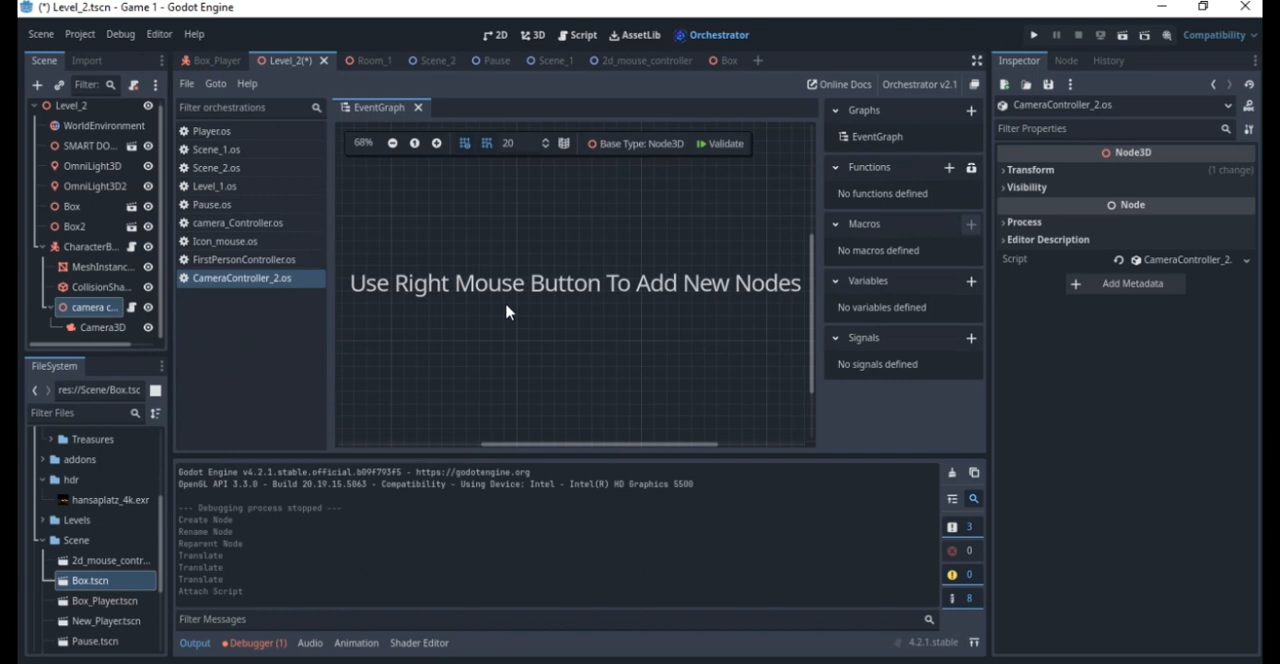 (*) Level_2.tscn - Game 1 - Godot Engine
Scene Project Debug Editor Help
2D 3D Script AssetLib Orchestrator
Compatibility
Scene Import
Filter:
Level_2
WorldEnvironment
SMART DO...
OmniLight3D
OmniLight3D2
Box
Box2
CharacterB...
MeshInstanc...
CollisionSha...
camera c...
Camera3D
FileSystem
res://Scene/Box.tsc
Filter Files
Treasures
addons
hdr
hansaplatz_4k.exr
Levels
Scene
2d_mouse_contr...
Box.tscn
Box_Player.tscn
New_Player.tscn
Pause.tscn
Box_Player Level_2(*) Room_1 Scene_2 Pause Scene_1 2d_mouse_controller Box
File Goto Help
Online Docs Orchestrator v2.1
Filter orchestrations
Player.os
Scene_1.os
Scene_2.os
Level_1.os
Pause.os
camera_Controller.os
Icon_mouse.os
FirstPersonController.os
CameraController_2.os
EventGraph
68% 20 Base Type: Node3D Validate
Use Right Mouse Button To Add New Nodes
Graphs
EventGraph
Functions
No functions defined
Macros
No macros defined
Variables
No variables defined
Signals
No signals defined
Godot Engine v4.2.1.stable.official.b09f793f5 - https://godotengine.org
OpenGL API 3.3.0 - Build 20.19.15.5063 - Compatibility - Using Device: Intel - Intel(R) HD Graphics 5500
--- Debugging process stopped ---
Create Node
Rename Node
Reparent Node
Translate
Translate
Translate
Attach Script
3
0
0
8
Filter Messages
Output Debugger (1) Audio Animation Shader Editor
4.2.1.stable
Inspector Node History
CameraController_2.os
Filter Properties
Node3D
Transform (1 change)
Visibility
Node
Process
Editor Description
Script CameraController_2.
Add Metadata